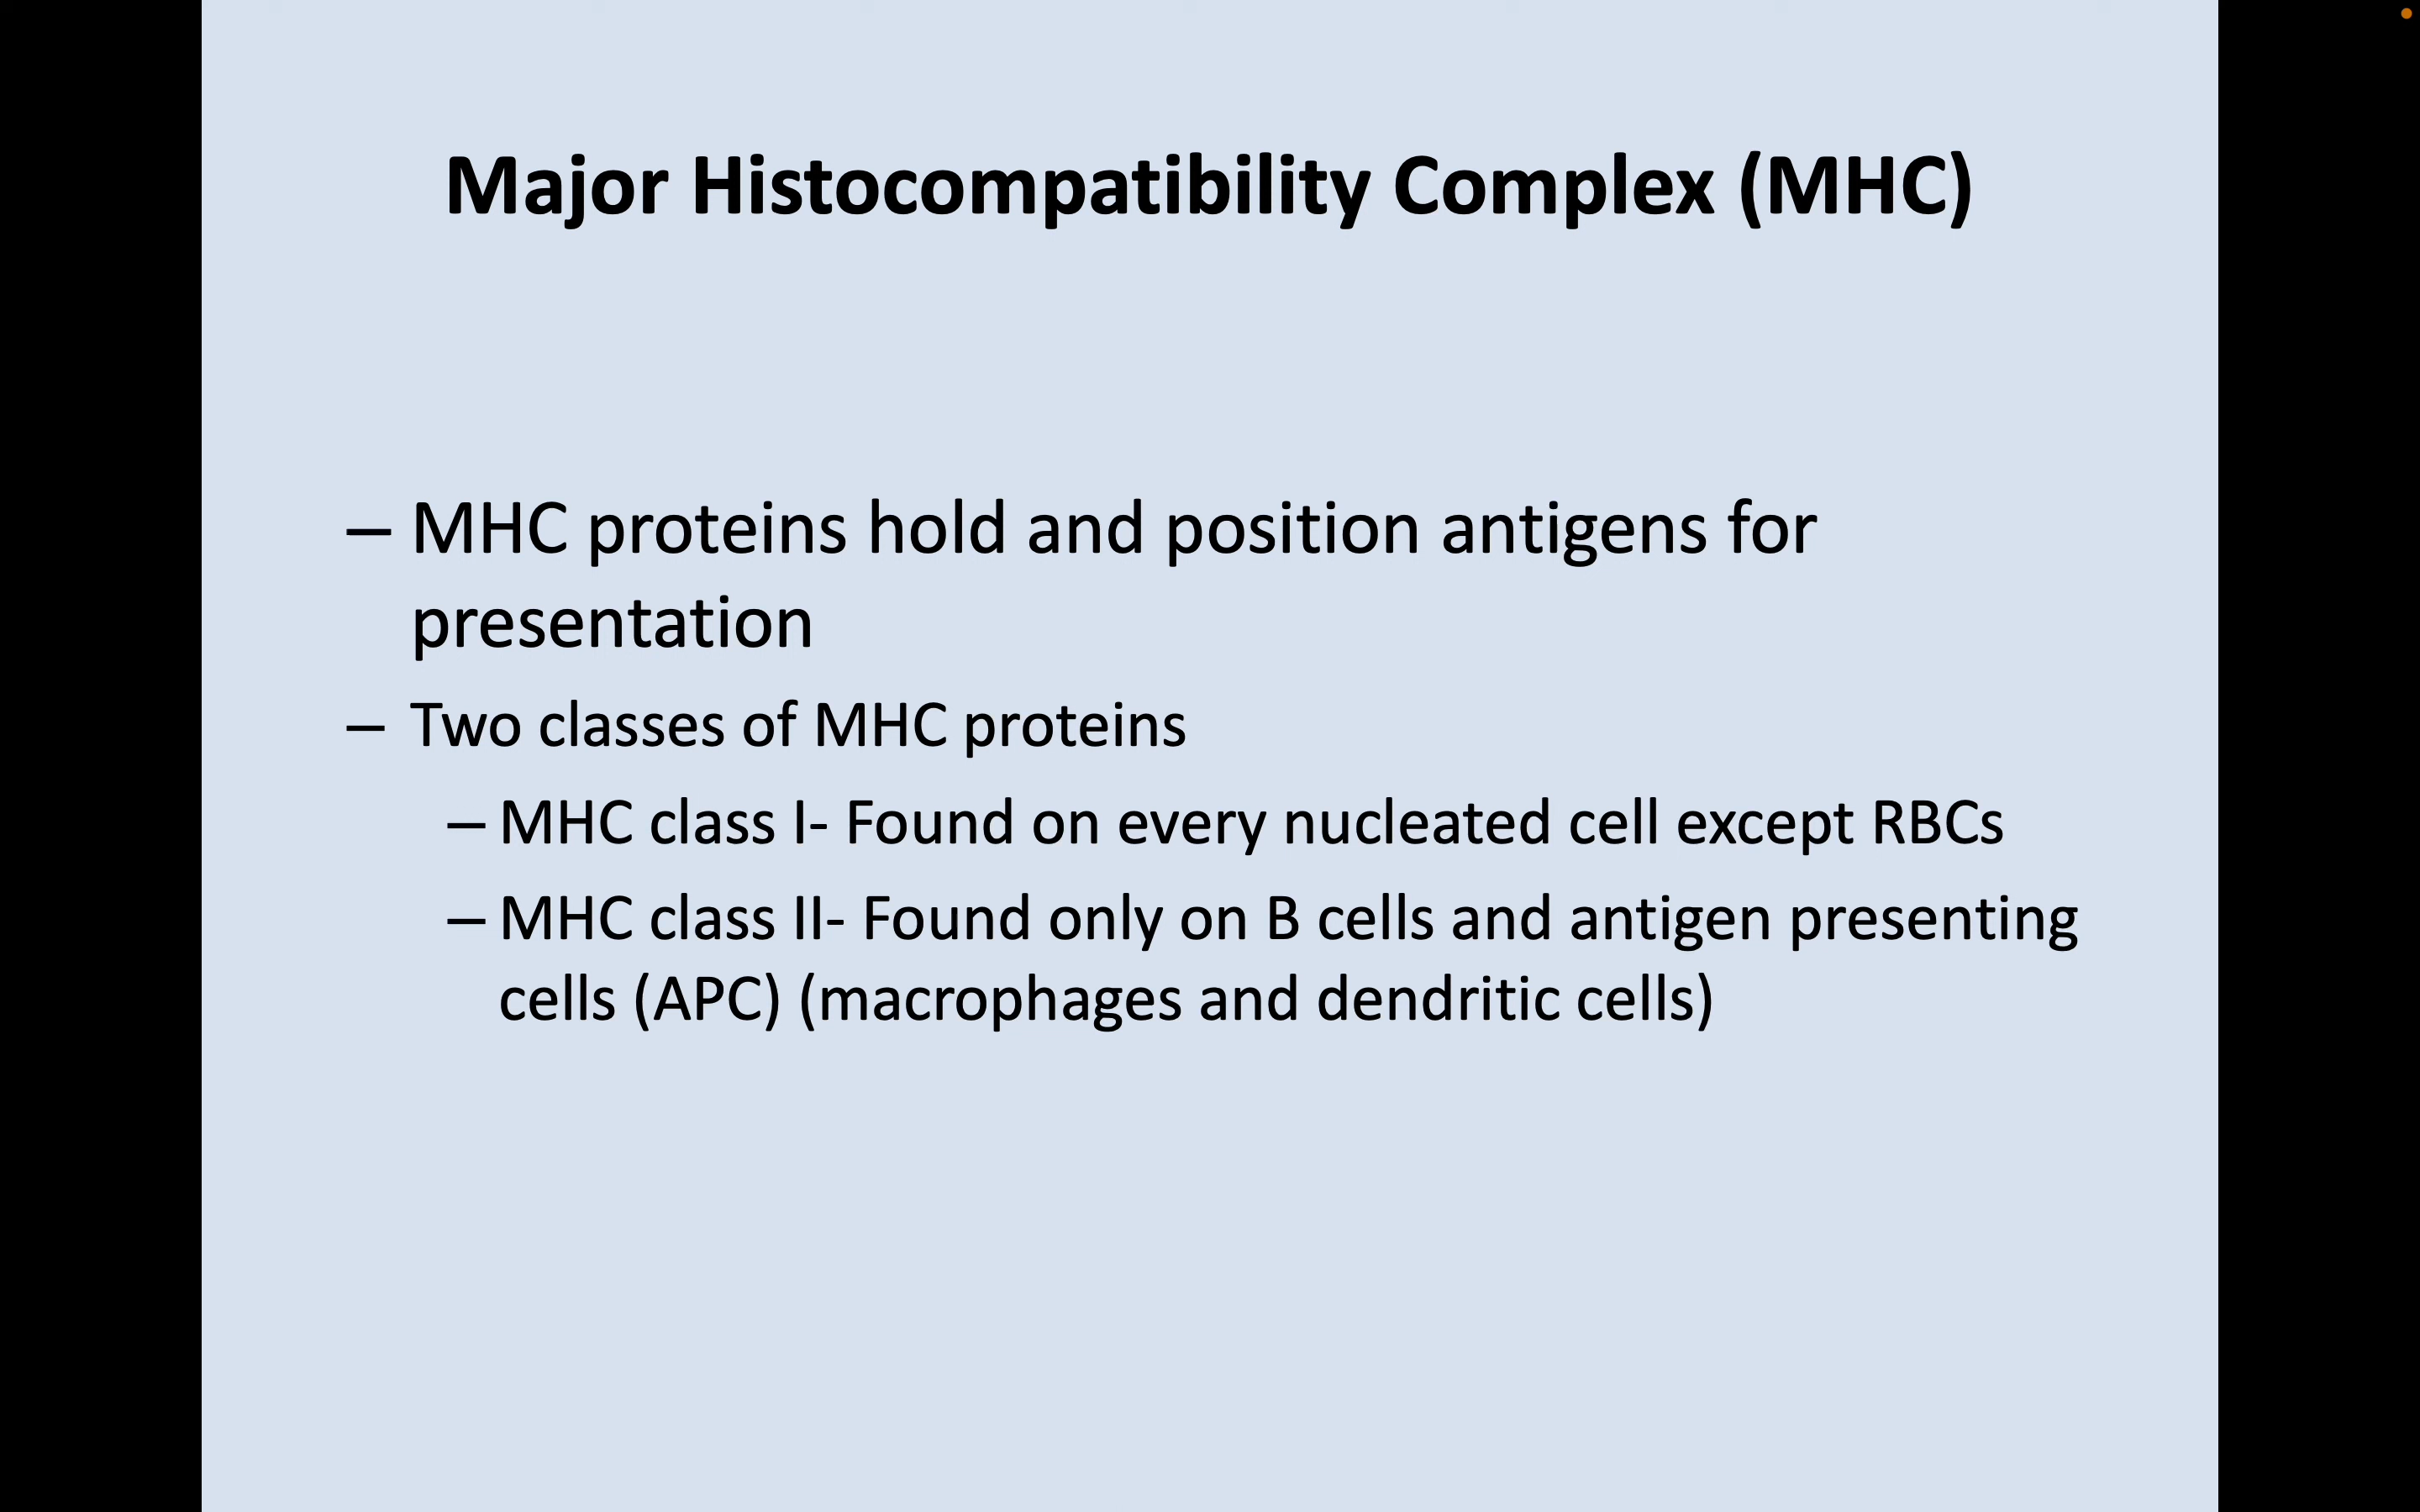 Major Histocompatibility Complex (MHC)
– MHC proteins hold and position antigens for
presentation
– Two classes of MHC proteins
– MHC class I- Found on every nucleated cell except RBCs
– MHC class II- Found only on B cells and antigen presenting
cells (APC) (macrophages and dendritic cells)